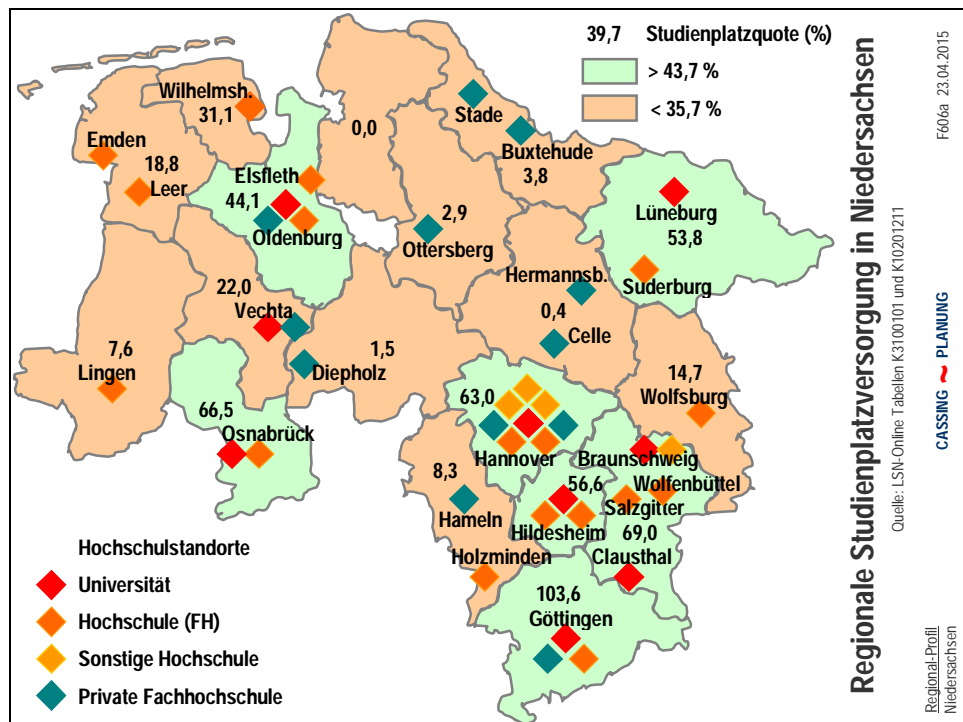 39,7 Studienplatzquote (%)
> 43,7 %
< 35,7 %
Wilhelmsh.
31,1
Emden
18,8
Leer
Elsfleth
44,1
Oldenburg
0,0
Stade
Buxtehude
3,8
2,9
Ottersberg
Lüneburg
53,8
Suderburg
Hermannsb.
0,4
Celle
22,0
Vechta
1,5
Diepholz
7,6
Lingen
66,5
Osnabrück
63,0
Hannover
14,7
Wolfsburg
Braunschweig
Wolfenbüttel
Salzgitter
69,0
Clausthal
56,6
Hildesheim
8,3
Hameln
Holzminden
103,6
Göttingen
Hochschulstandorte
Universität
Hochschule (FH)
Sonstige Hochschule
Private Fachhochschule
Regionale Studienplatzversorgung in Niedersachsen
Quelle: LSN-Online Tabellen K3100101 und K10201211
F606a 23.04.2015
CASSING ~ PLANUNG
Regional-Profil
Niedersachsen